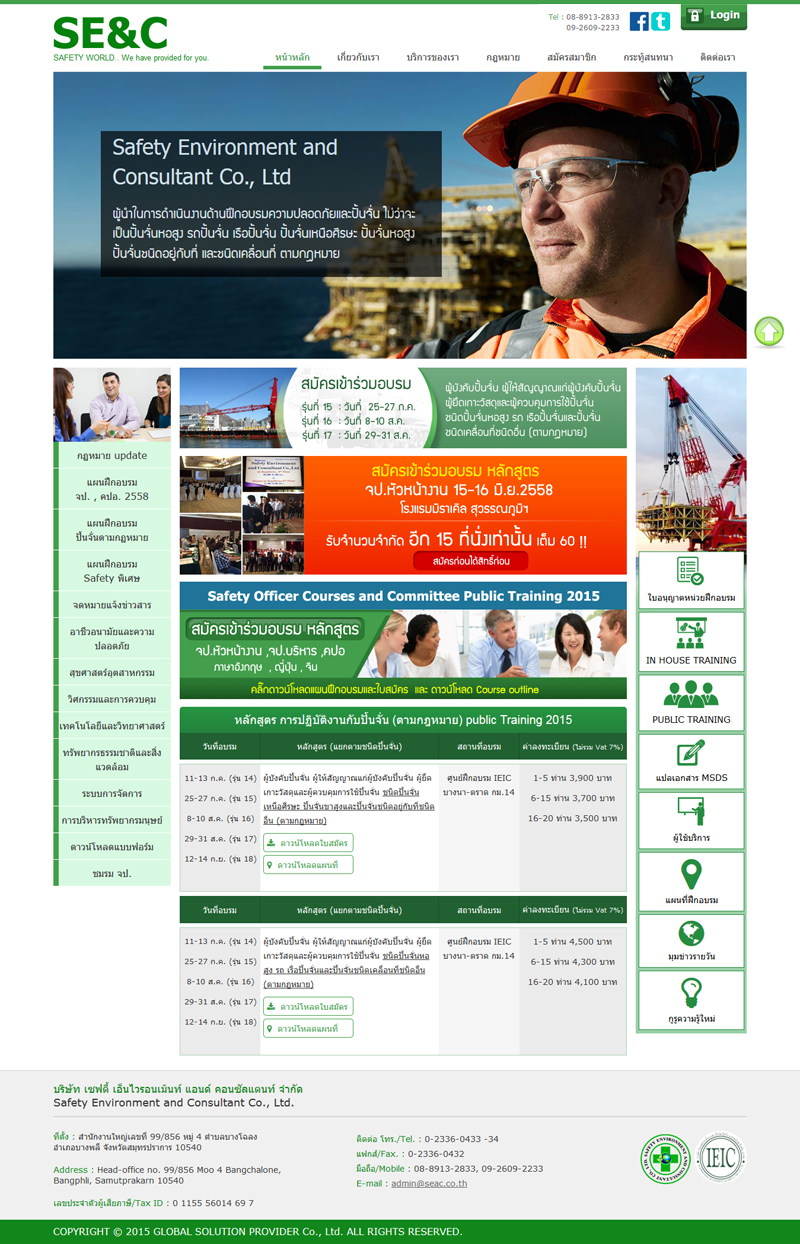 SE&C
SAFETY WORLD.. We have provided for you.
Tel : 08-8913-2833
09-2609-2233
Login
หน้าหลัก เกี่ยวกับเรา บริการของเรา กฎหมาย สมัครสมาชิก กระทู้สนทนา ติดต่อเรา
Safety Environment and
Consultant Co., Ltd
ผู้นำในการดำเนินงานด้านฝึกอบรมความปลอดภัยและปั้นจั่น ไม่ว่าจะ
เป็นปั้นจั่นหอสูง รถปั้นจั่น เรือปั้นจั่น ปั้นจั่นเหนือศีรษะ ปั้นจั่นหอสูง
ปั้นจั่นชนิดอยู่กับที่ และชนิดเคลื่อนที่ ตามกฎหมาย
กฎหมาย update
แผนฝึกอบรม
จป. , คปอ. 2558
แผนฝึกอบรม
ปั้นจั่นตามกฎหมาย
แผนฝึกอบรม
Safety พิเศษ
จดหมายแจ้งข่าวสาร
อาชีวอนามัยและความ
ปลอดภัย
สุขศาสตร์อุตสาหกรรม
วิศกรรมและการควบคุม
เทคโนโลยีและวิทยาศาสตร์
ทรัพยากรธรรมชาติและสิ่ง
แวดล้อม
ระบบการจัดการ
การบริหารทรัพยากรมนุษย์
ดาวน์โหลดแบบฟอร์ม
ชมรม จป.
สมัครเข้าร่วมอบรม
รุ่นที่ 15 : วันที่ 25-27 ก.ค.
รุ่นที่ 16 : วันที่ 8-10 ส.ค.
รุ่นที่ 17 : วันที่ 29-31 ส.ค.
ผู้บังคับปั้นจั่น ผู้ให้สัญญาณแก่ผู้บังคับปั้นจั่น
ผู้ยึดเกาะวัสดุและผู้ควบคุมการใช้ปั้นจั่น
ชนิดปั้นจั่นหอสูง รถ เรือปั้นจั่นและปั้นจั่น
ชนิดเคลื่อนที่ชนิดอื่น (ตามกฎหมาย)
สมัครเข้าร่วมอบรม หลักสูตร
จป.หัวหน้างาน 15-16 มิ.ย.2558
โรงแรมมิราเคิล สุวรรณภูมิฯ
รับจำนวนจำกัด อีก 15 ที่นั่งเท่านั้น เต็ม 60 !!
สมัครก่อนได้สิทธิ์ก่อน
Safety Officer Courses and Committee Public Training 2015
สมัครเข้าร่วมอบรม หลักสูตร
จป.หัวหน้างาน ,จป.บริหาร ,คปอ
ภาษาอังกฤษ , ญี่ปุ่น , จีน
คลิ๊กดาวน์โหลดแผนฝึกอบรมและใบสมัคร และ ดาวน์โหลด Course outline
หลักสูตร การปฏิบัติงานกับปั้นจั่น (ตามกฎหมาย) public Training 2015
วันที่อบรม หลักสูตร (แยกตามชนิดปั้นจั่น) สถานที่อบรม ค่าลงทะเบียน (ไม่รวม Vat 7%)
11-13 ก.ค. (รุ่น 14)
25-27 ก.ค. (รุ่น 15)
8-10 ส.ค. (รุ่น 16)
29-31 ส.ค. (รุ่น 17)
12-14 ก.ย. (รุ่น 18)
ผู้บังคับปั้นจั่น ผู้ให้สัญญาณแก่ผู้บังคับปั้นจั่น ผู้ยึด
เกาะวัสดุและผู้ควบคุมการใช้ปั้นจั่น ชนิดปั้นจั่น
เหนือศีรษะ ปั้นจั่นขาสูงและปั้นจั่นชนิดอยู่กับที่ชนิด
อื่น (ตามกฎหมาย)
ดาวน์โหลดใบสมัคร
ดาวน์โหลดแผนที่
ศูนย์ฝึกอบรม IEIC
บางนา-ตราด กม.14
1-5 ท่าน 3,900 บาท
6-15 ท่าน 3,700 บาท
16-20 ท่าน 3,500 บาท
วันที่อบรม หลักสูตร (แยกตามชนิดปั้นจั่น) สถานที่อบรม ค่าลงทะเบียน (ไม่รวม Vat 7%)
11-13 ก.ค. (รุ่น 14)
25-27 ก.ค. (รุ่น 15)
8-10 ส.ค. (รุ่น 16)
29-31 ส.ค. (รุ่น 17)
12-14 ก.ย. (รุ่น 18)
ผู้บังคับปั้นจั่น ผู้ให้สัญญาณแก่ผู้บังคับปั้นจั่น ผู้ยึด
เกาะวัสดุและผู้ควบคุมการใช้ปั้นจั่น ชนิดปั้นจั่นหอ
สูง รถ เรือปั้นจั่นและปั้นจั่นชนิดเคลื่อนที่ชนิดอื่น
(ตามกฎหมาย)
ดาวน์โหลดใบสมัคร
ดาวน์โหลดแผนที่
ศูนย์ฝึกอบรม IEIC
บางนา-ตราด กม.14
1-5 ท่าน 4,500 บาท
6-15 ท่าน 4,300 บาท
16-20 ท่าน 4,100 บาท
ใบอนุญาตหน่วยฝึกอบรม
IN HOUSE TRAINING
PUBLIC TRAINING
แปลเอกสาร MSDS
ผู้ใช้บริการ
แผนที่ฝึกอบรม
มุมข่าวรายวัน
กูรูความรู้ใหม่
บริษัท เซฟตี้ เอ็นไวรอนเม้นท์ แอนด์ คอนซัลแตนท์ จำกัด
Safety Environment and Consultant Co., Ltd.
ที่ตั้ง : สำนักงานใหญ่เลขที่ 99/856 หมู่ 4 ตำบลบางโฉลง
อำเภอบางพลี จังหวัดสมุทรปราการ 10540
Address : Head-office no. 99/856 Moo 4 Bangchalone,
Bangphli, Samutprakarn 10540
เลขประจำตัวผู้เสียภาษี/Tax ID : 0 1155 56014 69 7
ติดต่อ โทร./Tel. : 0-2336-0433 -34
แฟกส์/Fax. : 0-2336-0432
มือถือ/Mobile : 08-8913-2833, 09-2609-2233
E-mail : admin@seac.co.th
IEIC
COPYRIGHT © 2015 GLOBAL SOLUTION PROVIDER Co., Ltd. ALL RIGHTS RESERVED.